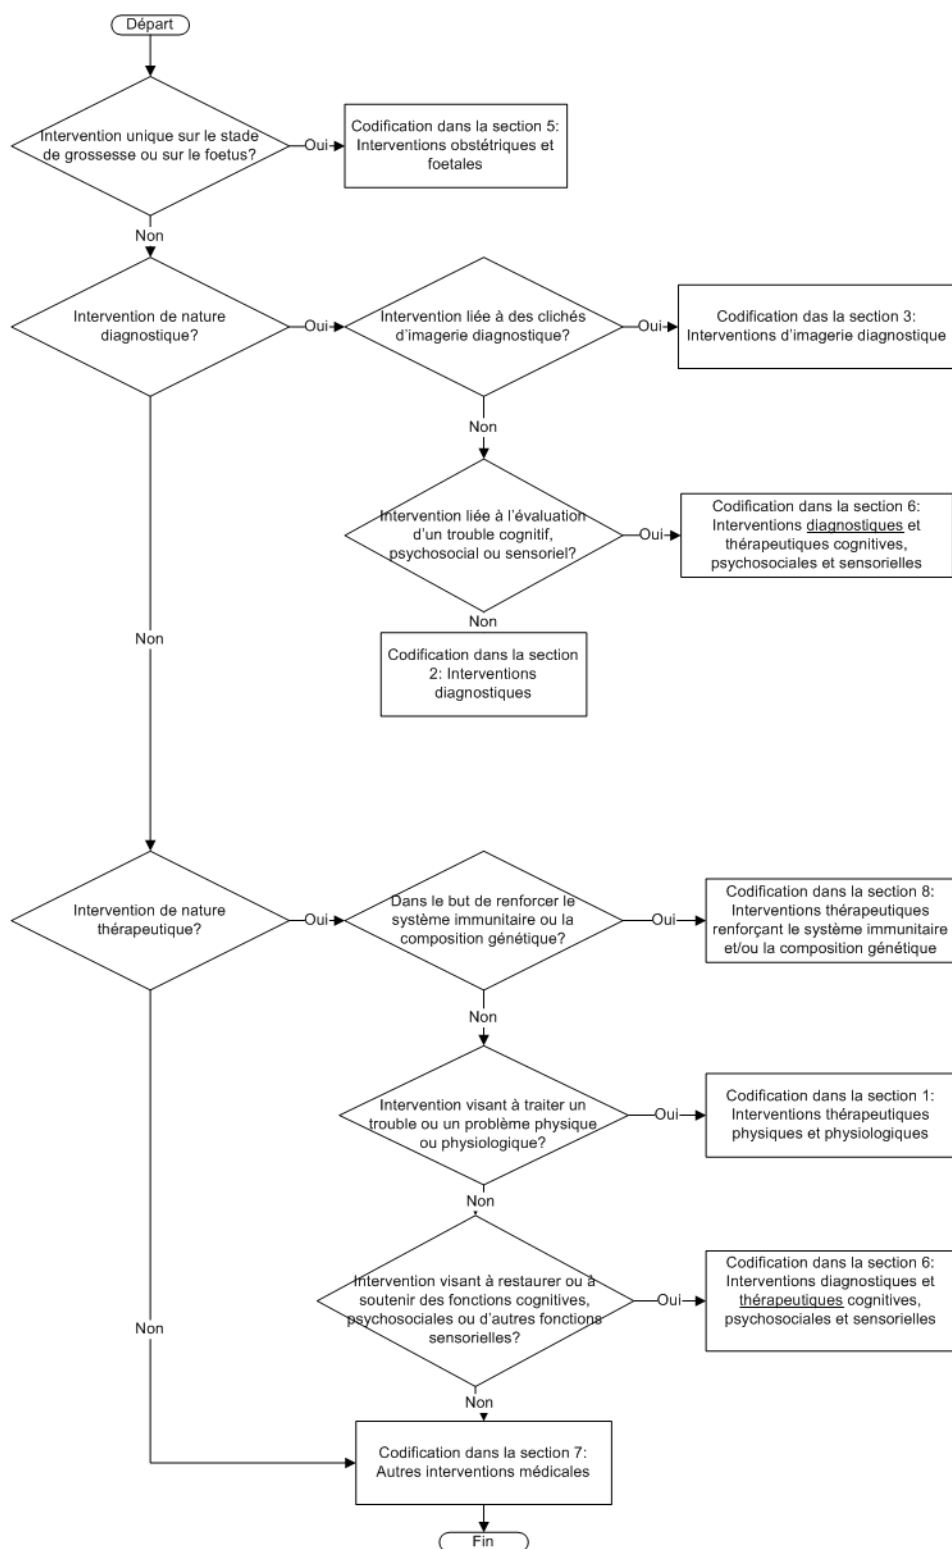 Départ
Intervention unique sur le stade
de grossesse ou sur le foetus?
Oui
Codification dans la section 5:
Interventions obstétriques et
foetales
Non
Intervention de nature
diagnostique?
Oui
Intervention liée à des clichés
d'imagerie diagnostique?
Oui
Codification das la section 3:
Interventions d'imagerie diagnostique
Non
Intervention liée à l'évaluation
d'un trouble cognitif,
psychosocial ou sensoriel?
Oui
Codification dans la section 6:
Interventions diagnostiques et
thérapeutiques cognitives,
psychosociales et sensorielles
Non
Codification dans la section
2: Interventions
diagnostiques
Non
Intervention de nature
thérapeutique?
Oui
Dans le but de renforcer le
système immunitaire ou la
composition génétique?
Oui
Codification dans la section 8:
Interventions thérapeutiques
renforçant le système immunitaire
et/ou la composition génétique
Non
Intervention visant à traiter un
trouble ou un problème physique
ou physiologique?
Oui
Codification dans la section 1:
Interventions thérapeutiques
physiques et physiologiques
Non
Intervention visant à restaurer ou à
soutenir des fonctions cognitives,
psychosociales ou d'autres fonctions
sensorielles?
Oui
Codification dans la section 6:
Interventions diagnostiques et
thérapeutiques cognitives,
psychosociales et sensorielles
Non
Non
Codification dans la section 7:
Autres interventions médicales
Fin